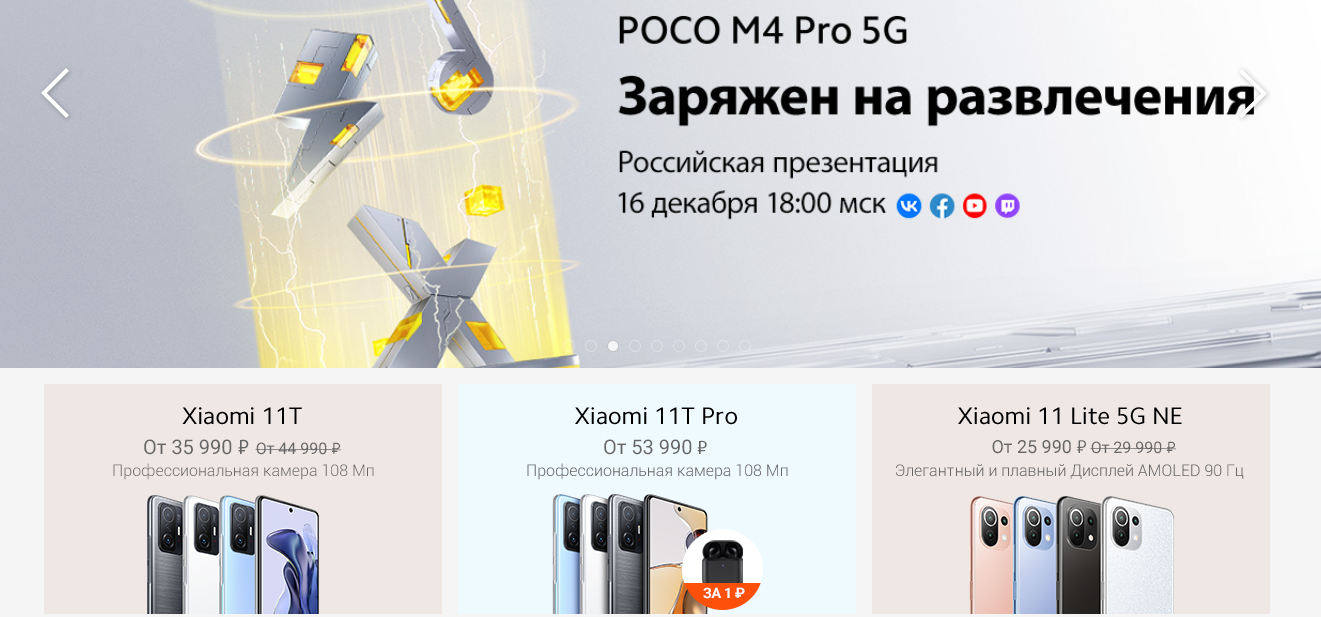 POCO M4 Pro 5G
Заряжен на развлечения
Российская презентация
16 декабря 18:00 мск
Xiaomi 11T
От 35 990 ₽ От 44 990 ₽
Профессиональная камера 108 Мп
Xiaomi 11T Pro
От 53 990 ₽
Профессиональная камера 108 Мп
ЗА 1 ₽
Xiaomi 11 Lite 5G NE
От 25 990 ₽ От 29 990 ₽
Элегантный и плавный Дисплей AMOLED 90 Гц